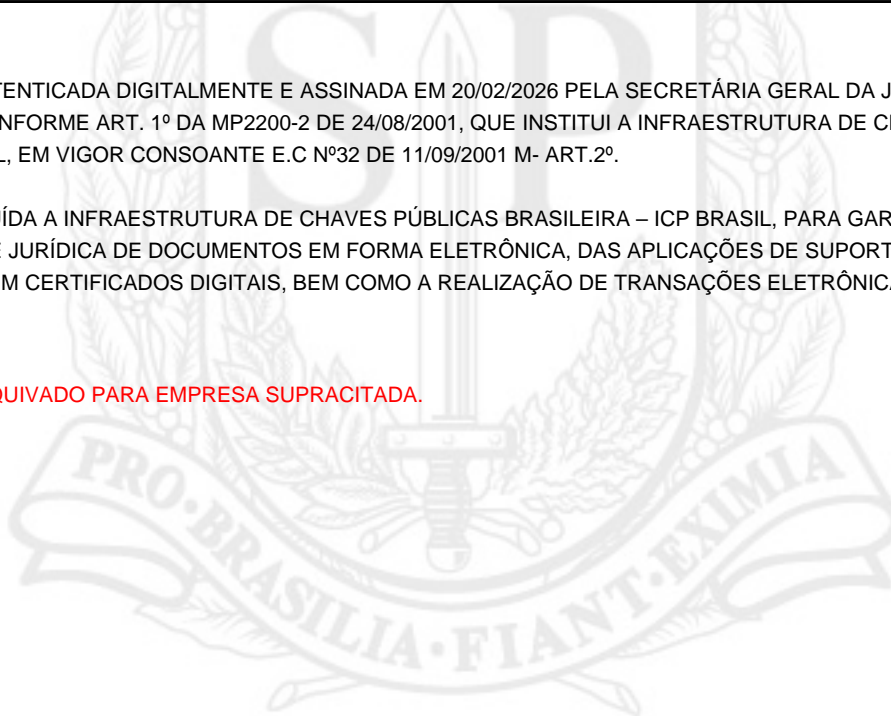 TENTICADA DIGITALMENTE E ASSINADA EM 20/02/2026 PELA SECRETÁRIA GERAL DA J
NFORME ART. 1º DA MP2200-2 DE 24/08/2001, QUE INSTITUI A INFRAESTRUTURA DE C
L, EM VIGOR CONSOANTE E.C Nº32 DE 11/09/2001 M- ART.2º.
ÍDA A INFRAESTRUTURA DE CHAVES PÚBLICAS BRASILEIRA – ICP BRASIL, PARA GAR
E JURÍDICA DE DOCUMENTOS EM FORMA ELETRÔNICA, DAS APLICAÇÕES DE SUPORT
M CERTIFICADOS DIGITAIS, BEM COMO A REALIZAÇÃO DE TRANSAÇÕES ELETRÔNICA
QUIVADO PARA EMPRESA SUPRACITADA.
SP
PRO·BRASILIA·FIANT·EXIMIA